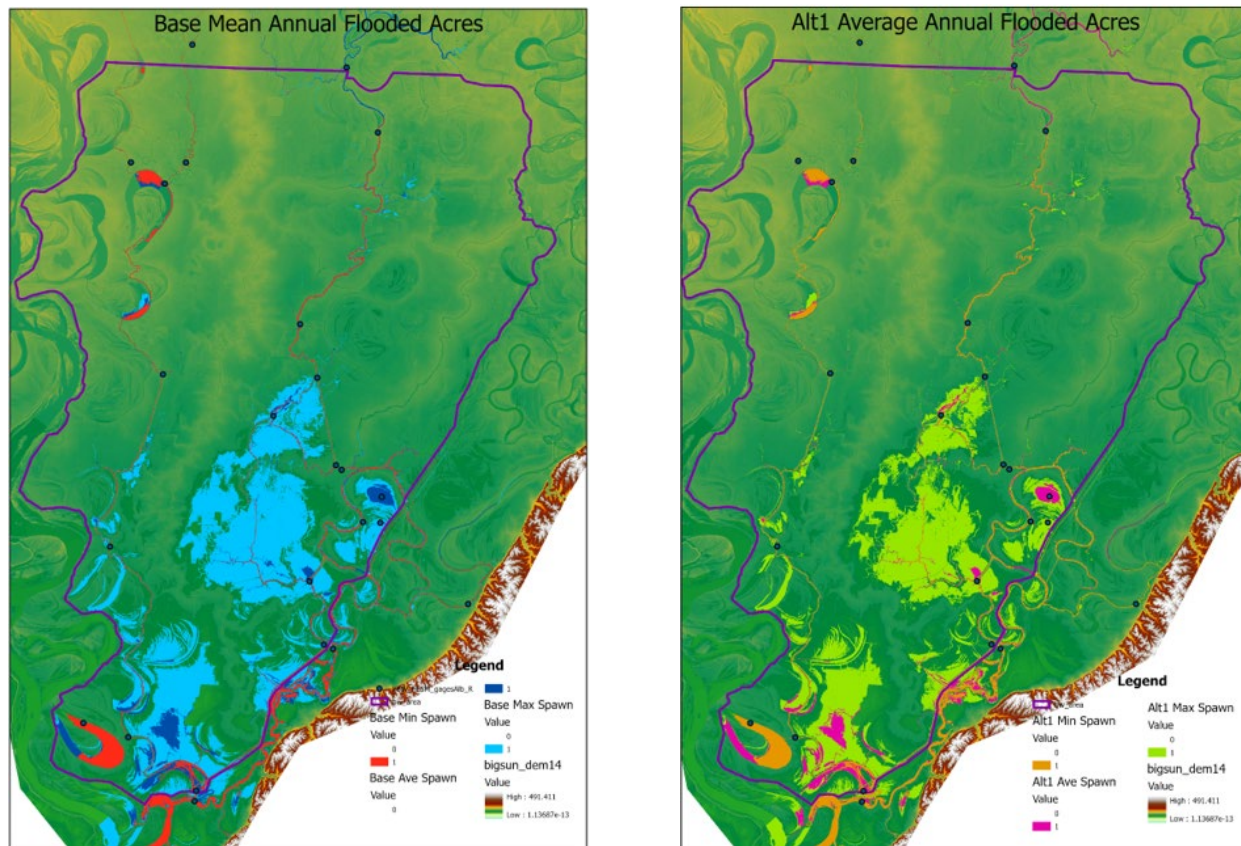 Base Mean Annual Flooded Acres
Legend
1
Base Min Spawn
Value
0
1
Base Ave Spawn
Value
0
Base Max Spawn
Value
0
1
bigsun_dem14
Value
High : 491.411
Low : 1.13687e-13
Alt1 Average Annual Flooded Acres
Legend
Alt1 Min Spawn
Value
0
1
Alt1 Ave Spawn
Value
0
1
Alt1 Max Spawn
Value
0
1
bigsun_dem14
Value
High : 491.411
Low : 1.13687e-13